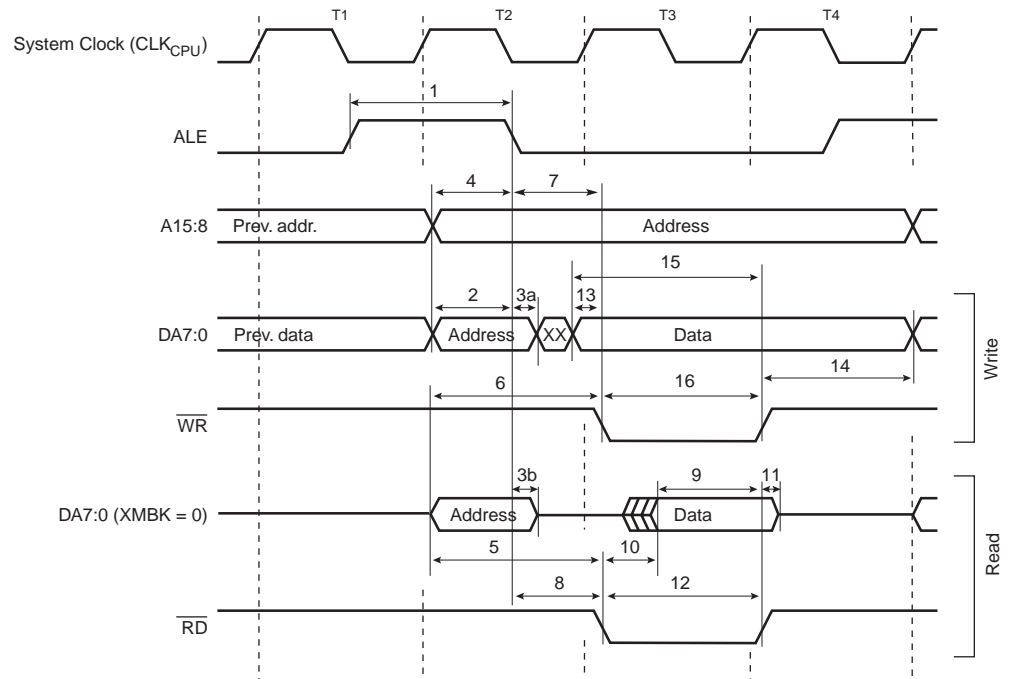 T1 T2 T3 T4
System Clock (CLKCPU)
1
ALE
4 7
A15:8 Prev. addr. Address
15
2 3a 13
DA7:0 Prev. data Address XX Data
14
6 16
Write
WR
3b 9 11
DA7:0 (XMBK = 0) Address Data
5 10
Read
8 12
RD